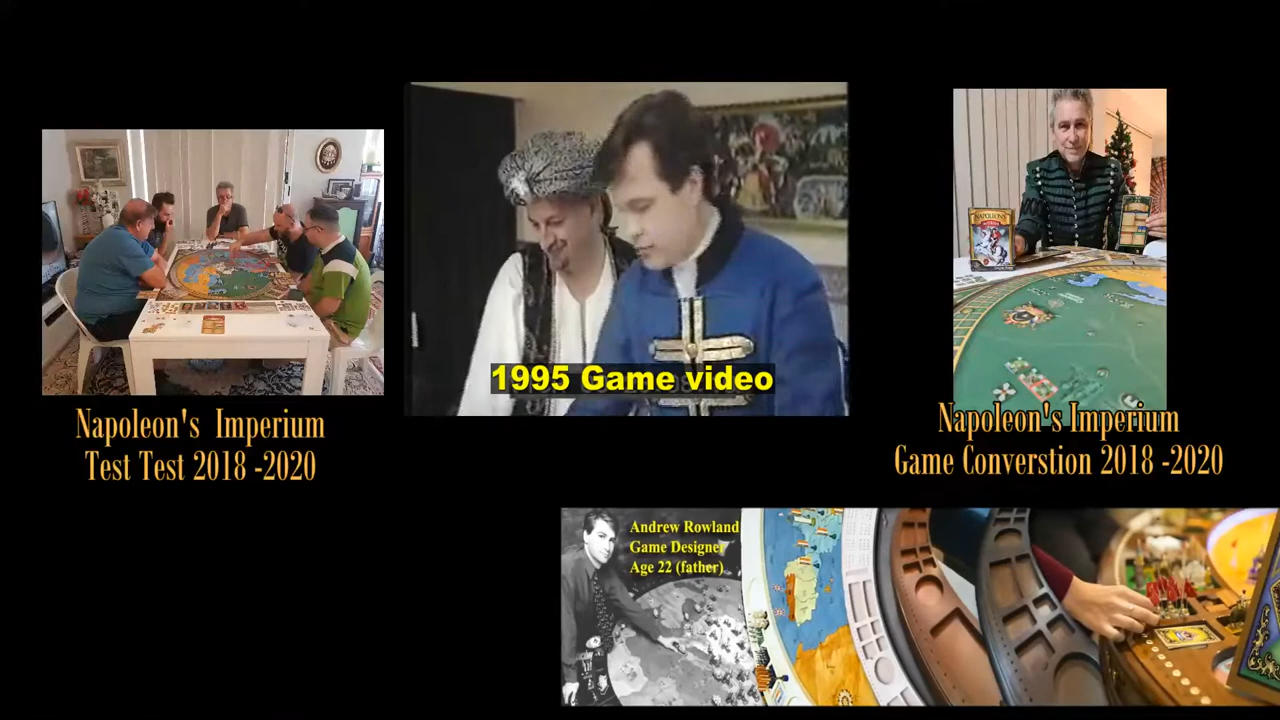 1995 Game video
NAPOLEON'S
Napoleon's Imperium
Test Test 2018 -2020
Napoleon's Imperium
Game Converstion 2018 -2020
Andrew Rowland
Game Designer
Age 22 (father)